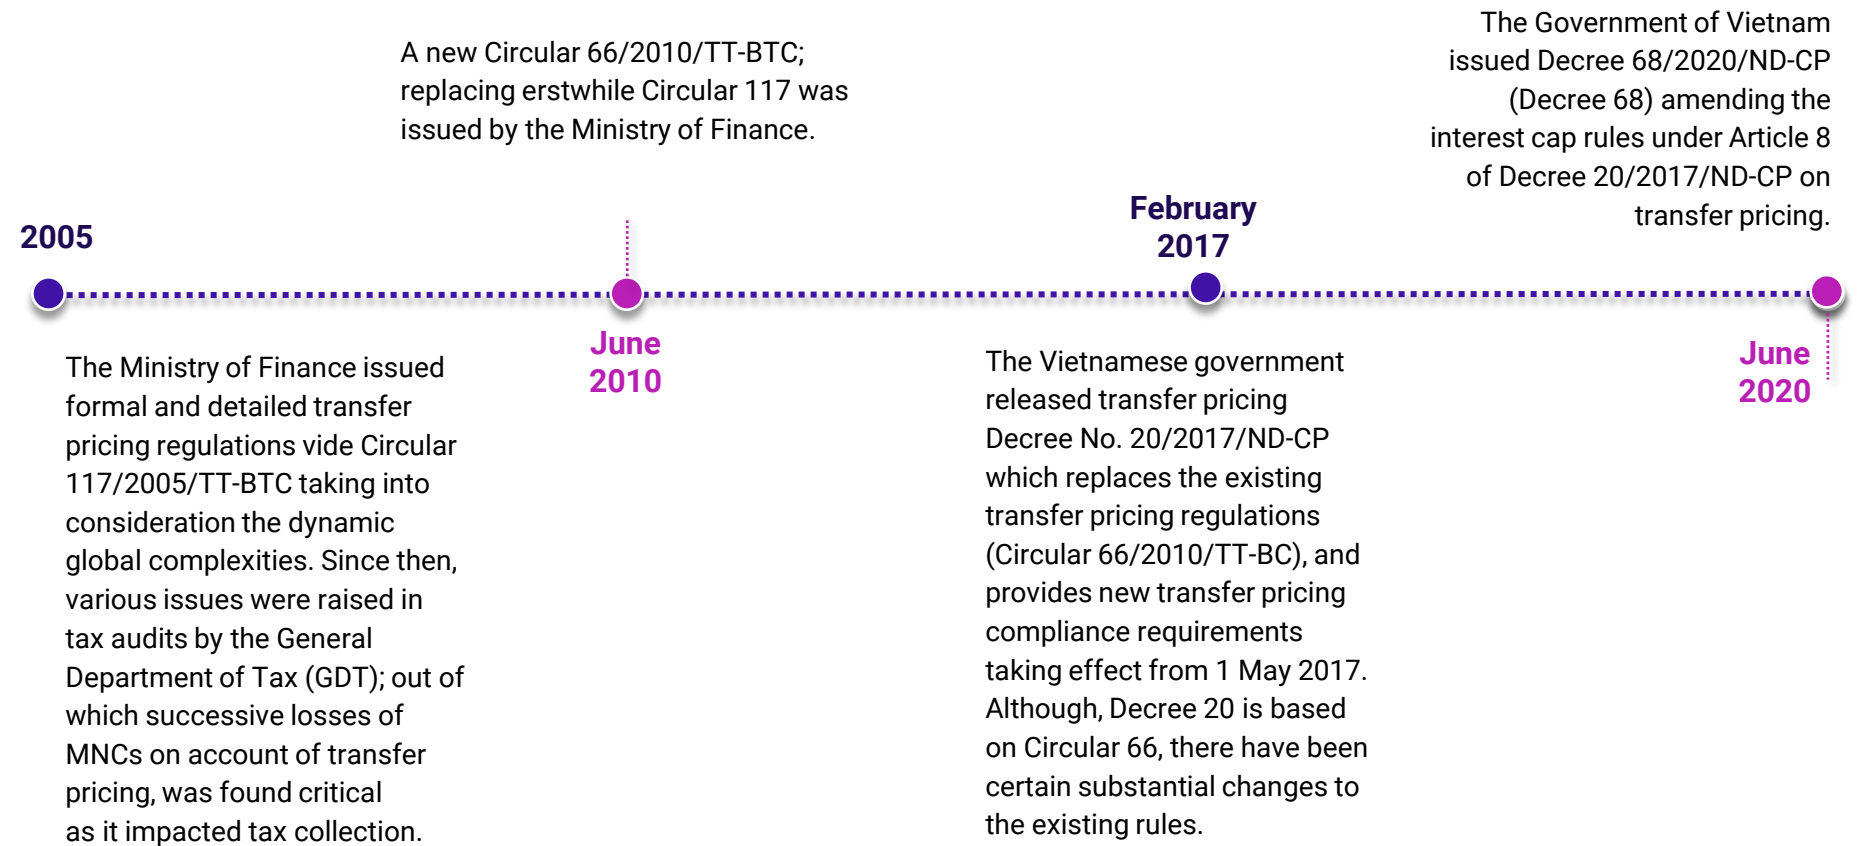 2005
The Ministry of Finance issued
formal and detailed transfer
pricing regulations vide Circular
117/2005/TT-BTC taking into
consideration the dynamic
global complexities. Since then,
various issues were raised in
tax audits by the General
Department of Tax (GDT); out of
which successive losses of
MNCs on account of transfer
pricing, was found critical
as it impacted tax collection.
A new Circular 66/2010/TT-BTC;
replacing erstwhile Circular 117 was
issued by the Ministry of Finance.
June
2010
February
2017
The Vietnamese government
released transfer pricing
Decree No. 20/2017/ND-CP
which replaces the existing
transfer pricing regulations
(Circular 66/2010/TT-BC), and
provides new transfer pricing
compliance requirements
taking effect from 1 May 2017.
Although, Decree 20 is based
on Circular 66, there have been
certain substantial changes to
the existing rules.
The Government of Vietnam
issued Decree 68/2020/ND-CP
(Decree 68) amending the
interest cap rules under Article 8
of Decree 20/2017/ND-CP on
transfer pricing.
June
2020